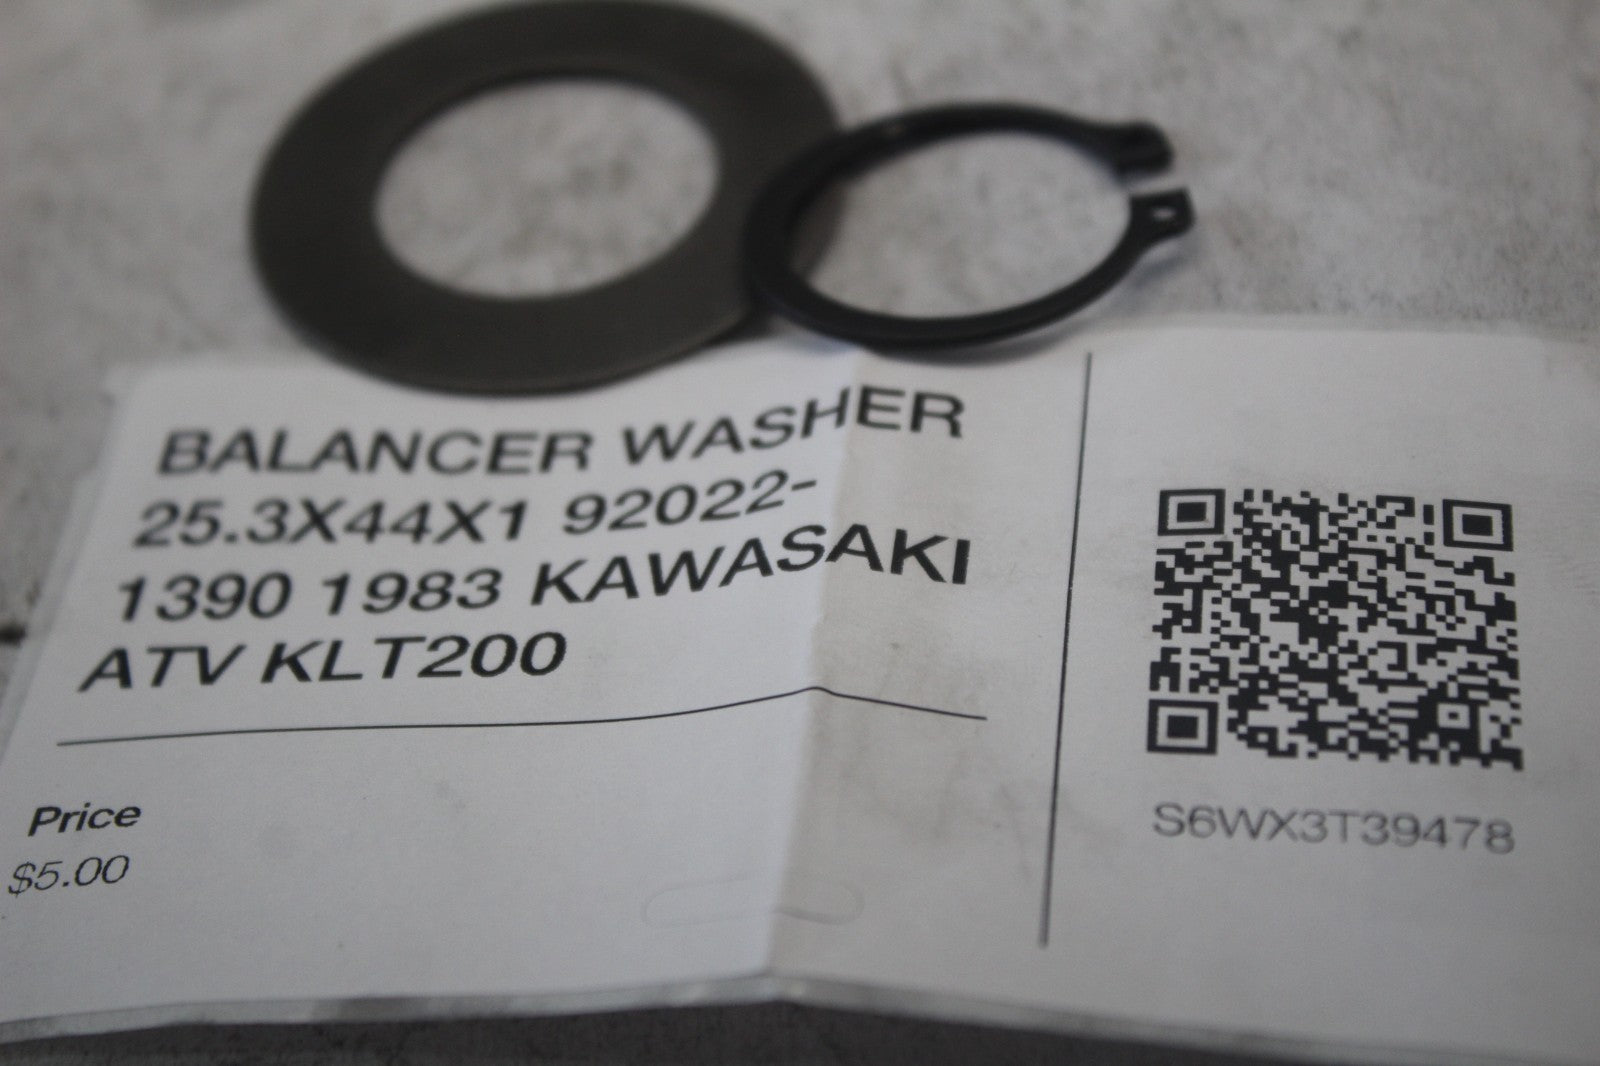 BALANCER WASHER
25.3X44X1 92022-
1390 1983 KAWASAKI
ATV KLT200
Price
$5.00
S6WX3T39478